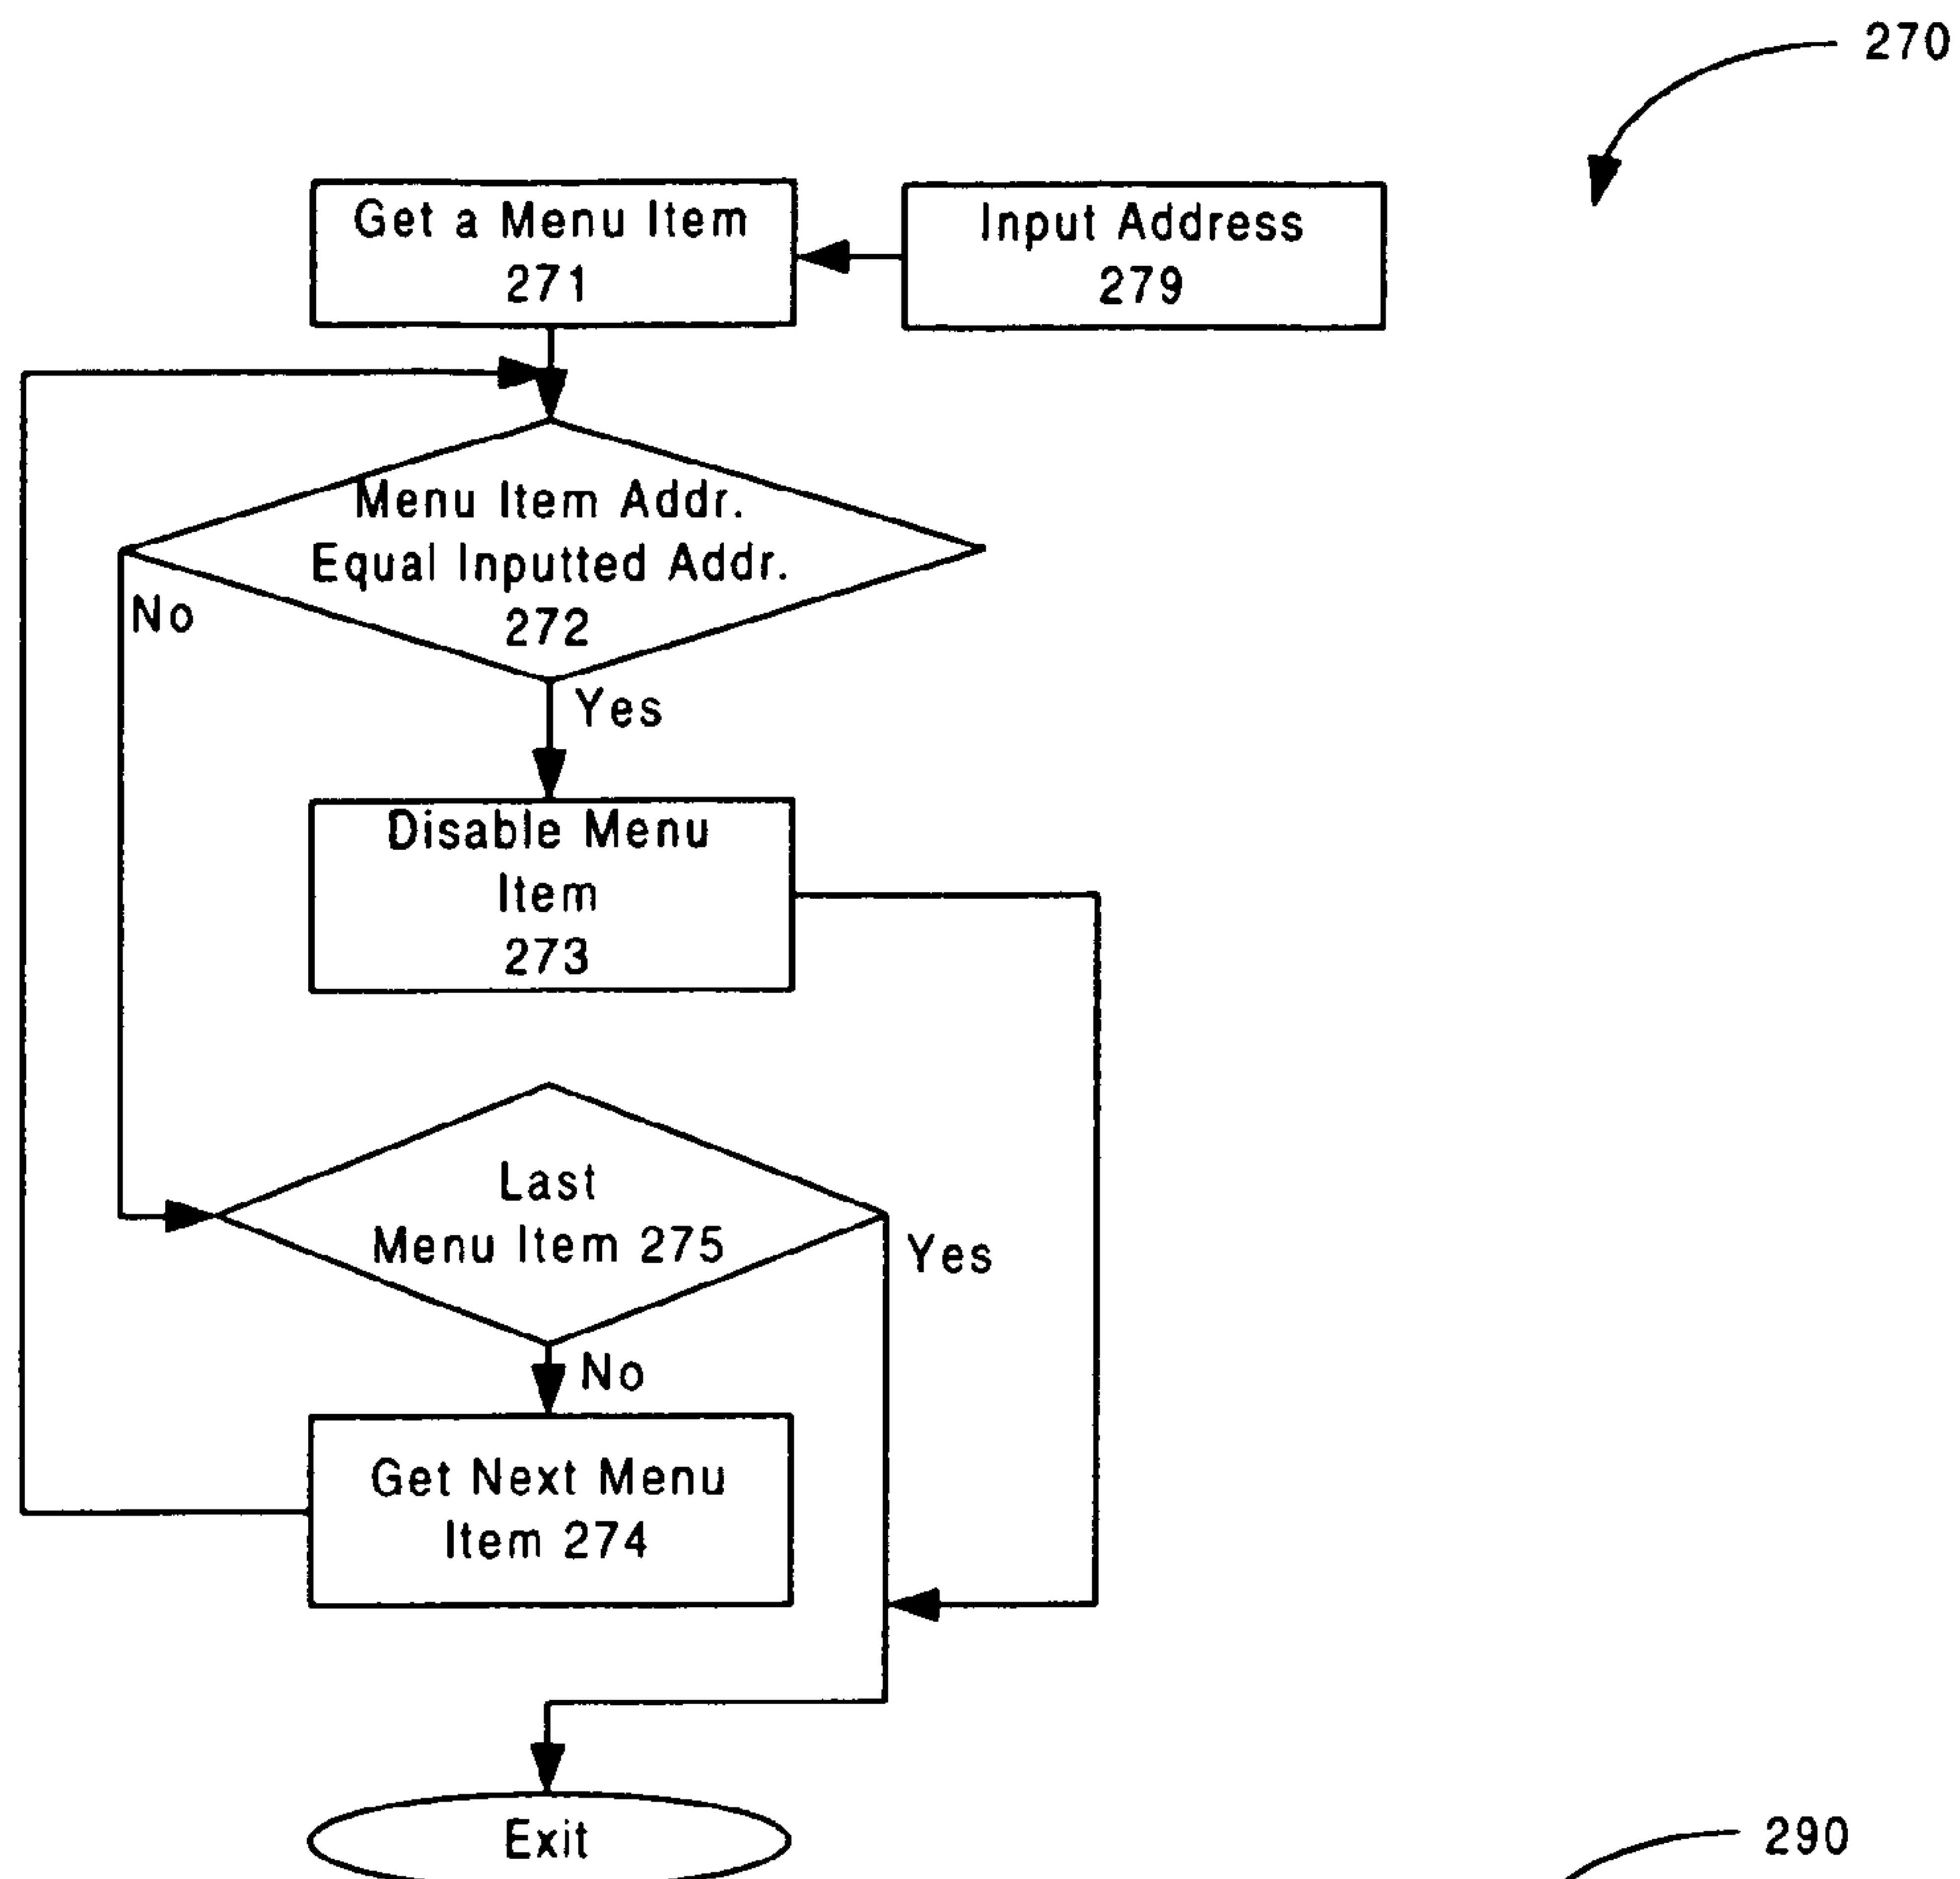 270
Get a Menu Item
271
Input Address
279
Menu Item Addr.
Equal Inputted Addr.
272
No
Yes
Disable Menu
Item
273
Last
Menu Item 275
Yes
No
Get Next Menu
Item 274
Exit
290